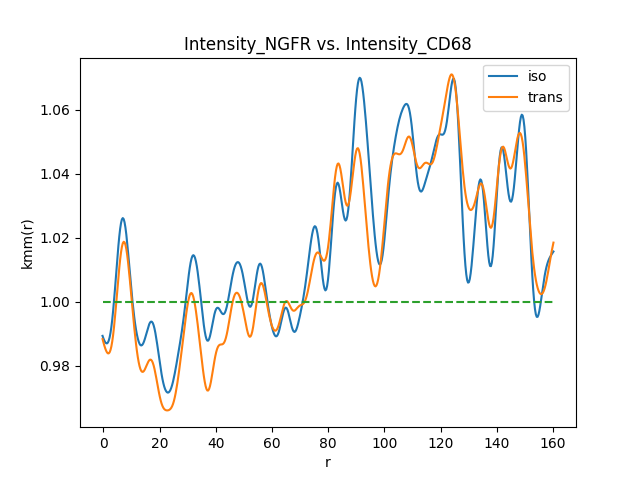 Intensity_NGFR vs. Intensity_CD68
iso
trans
1.06
1.04
1.02
1.00
0.98
kmm(r)
0 20 40 60 80 100 120 140 160
r